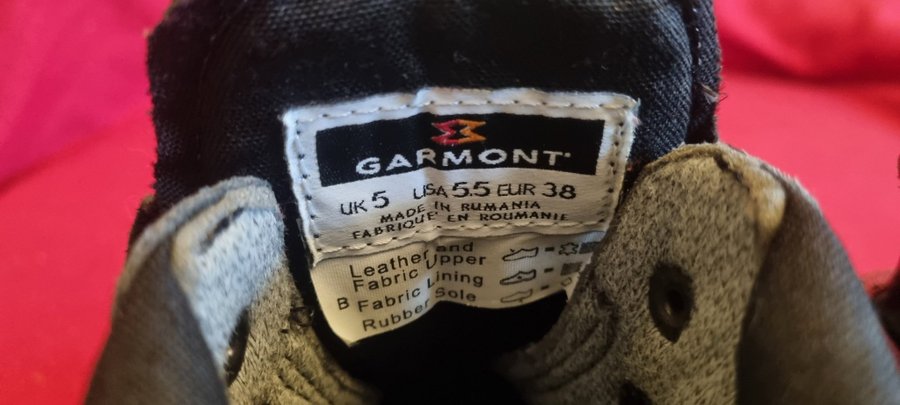 GARMONT
UK 5 USA 5.5 EUR 38
MADE IN RUMANIA
FABRIQUE' EN ROUMANIE
Leather and
Fabric Upper
B Fabric Lining
Rubber Sole